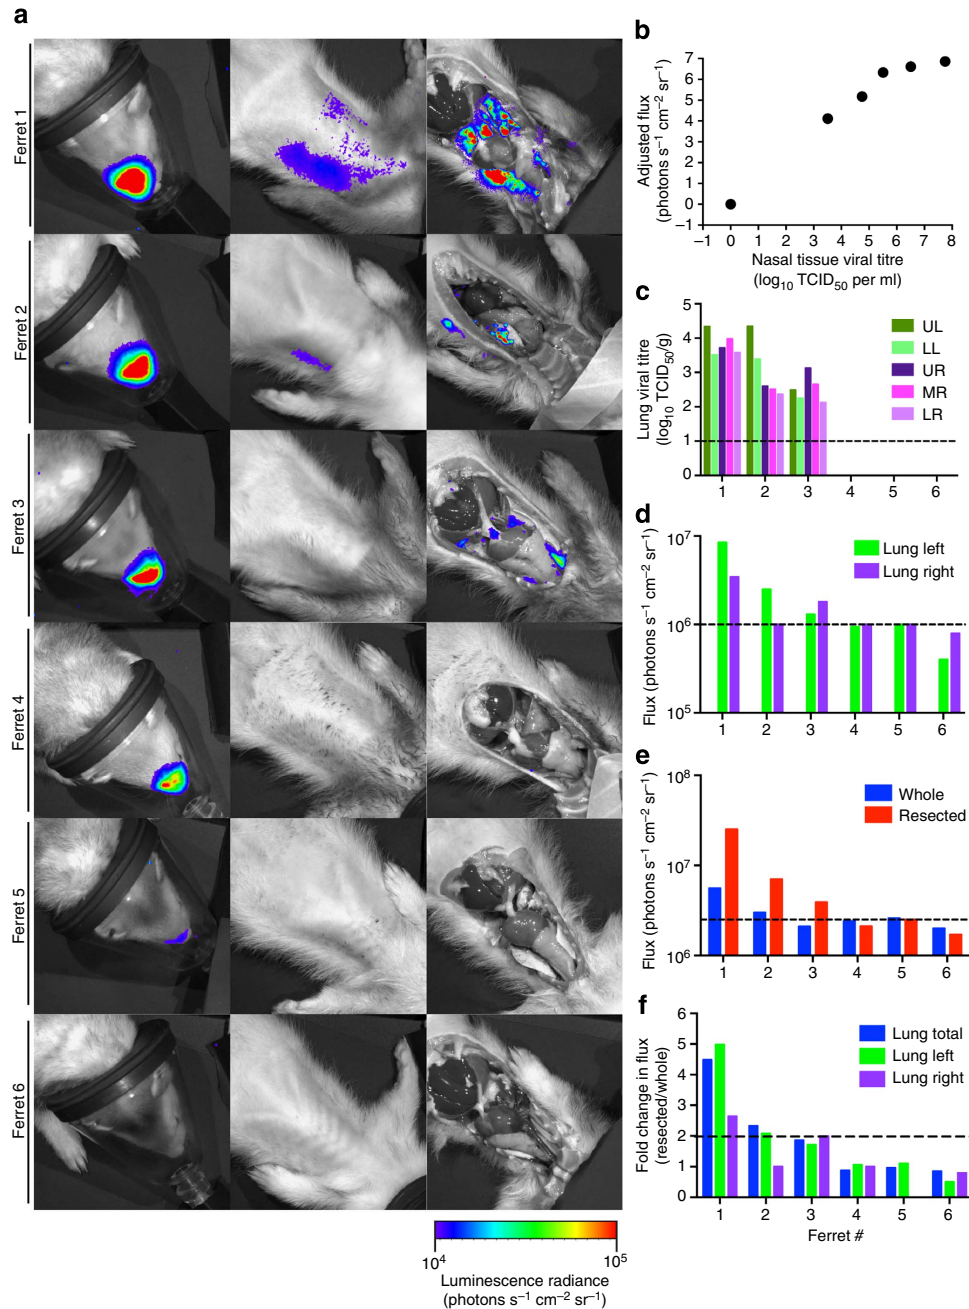 a
Ferret 1
Ferret 2
Ferret 3
Ferret 4
Ferret 5
Ferret 6
10⁴
10⁵
Luminescence radiance
(photons s⁻¹ cm⁻² sr⁻¹)
b
Adjusted flux
(photons s⁻¹ cm⁻² sr⁻¹)
7
6
5
4
3
2
1
0
−1
−1 0 1 2 3 4 5 6 7 8
Nasal tissue viral titre
(log₁₀ TCID₅₀ per ml)
c
Lung viral titre
(log₁₀ TCID₅₀/g)
5
4
3
2
1
0
UL
LL
UR
MR
LR
1 2 3 4 5 6
d
Flux (photons s⁻¹ cm⁻² sr⁻¹)
10⁷
10⁶
10⁵
Lung left
Lung right
1 2 3 4 5 6
e
Flux (photons s⁻¹ cm⁻² sr⁻¹)
10⁸
10⁷
10⁶
Whole
Resected
1 2 3 4 5 6
f
Fold change in flux
(resected/whole)
6
5
4
3
2
1
0
Lung total
Lung left
Lung right
1 2 3 4 5 6
Ferret #